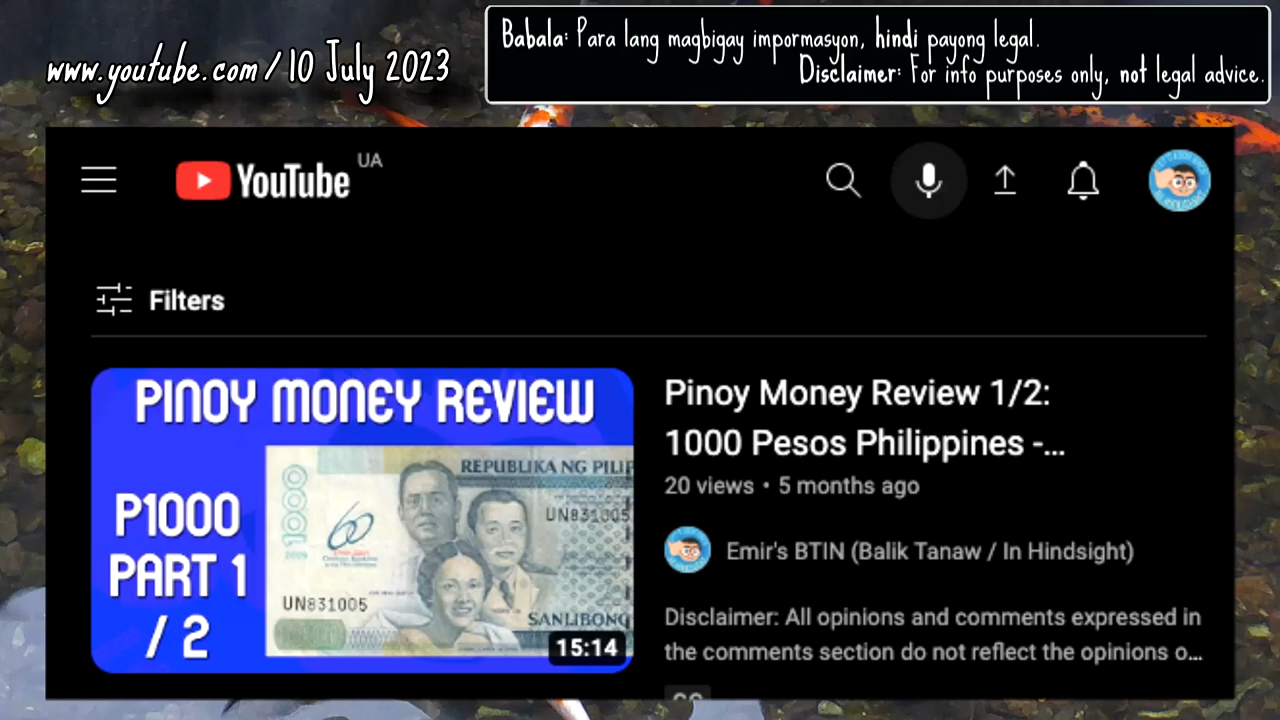 www.youtube.com / 10 July 2023
Babala: Para lang magbigay impormasyon, hindi payong legal.
Disclaimer: For info purposes only, not legal advice.
YouTube UA
Filters
PINOY MONEY REVIEW
P1000
PART 1
/ 2
1000
REPUBLIKA NG PILIP
UN831005
60
UN831005
SANLIBONG
15:14
Pinoy Money Review 1/2:
1000 Pesos Philippines -...
20 views • 5 months ago
Emir's BTIN (Balik Tanaw / In Hindsight)
Disclaimer: All opinions and comments expressed in
the comments section do not reflect the opinions o...